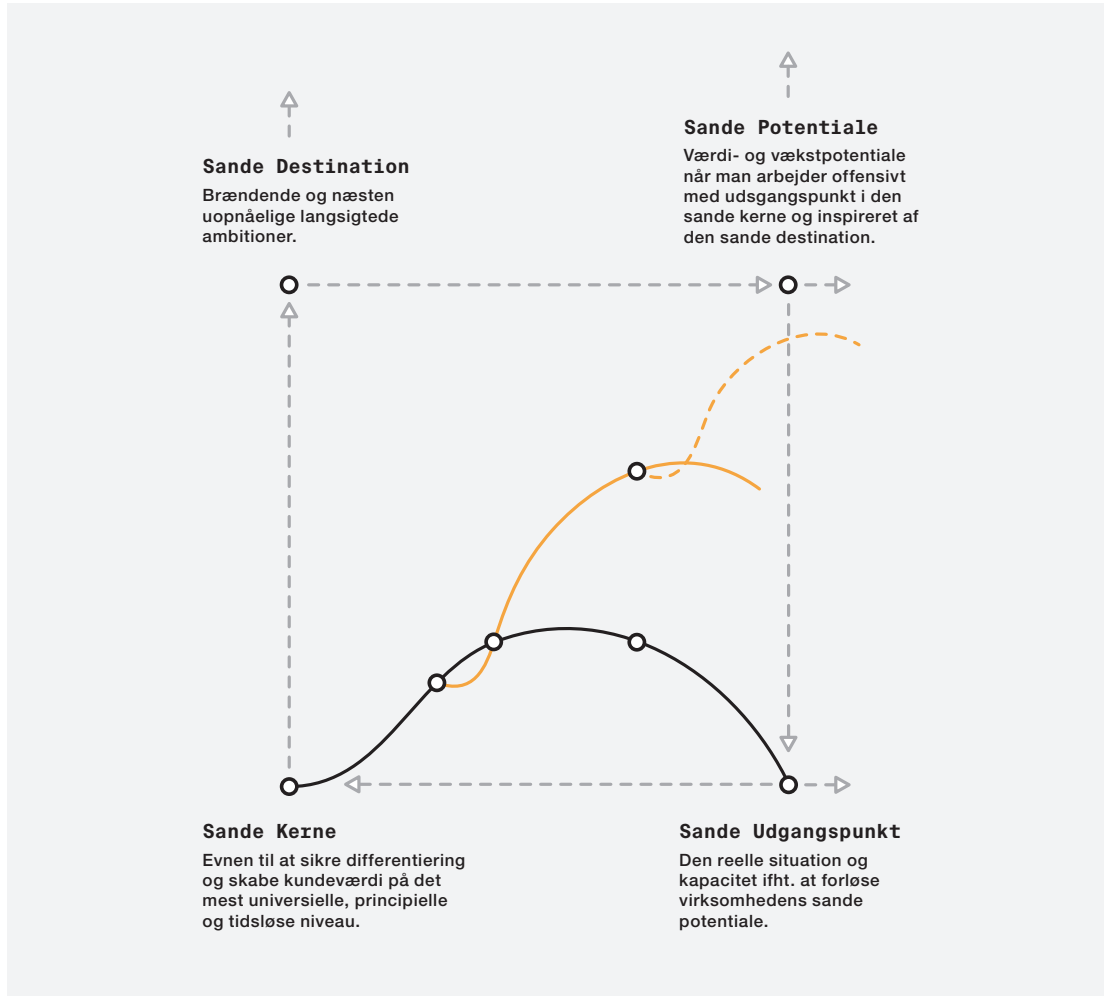 Sande Potentiale
Værdi- og vækstpotentiale
når man arbejder offensivt
med udsgangspunkt i den
sande kerne og inspireret af
den sande destination.
Sande Destination
Brændende og næsten
uopnåelige langsigtede
ambitioner.
Sande Kerne
Evnen til at sikre differentiering
og skabe kundeværdi på det
mest universielle, principielle
og tidsløse niveau.
Sande Udgangspunkt
Den reelle situation og
kapacitet ifht. at forløse
virksomhedens sande
potentiale.